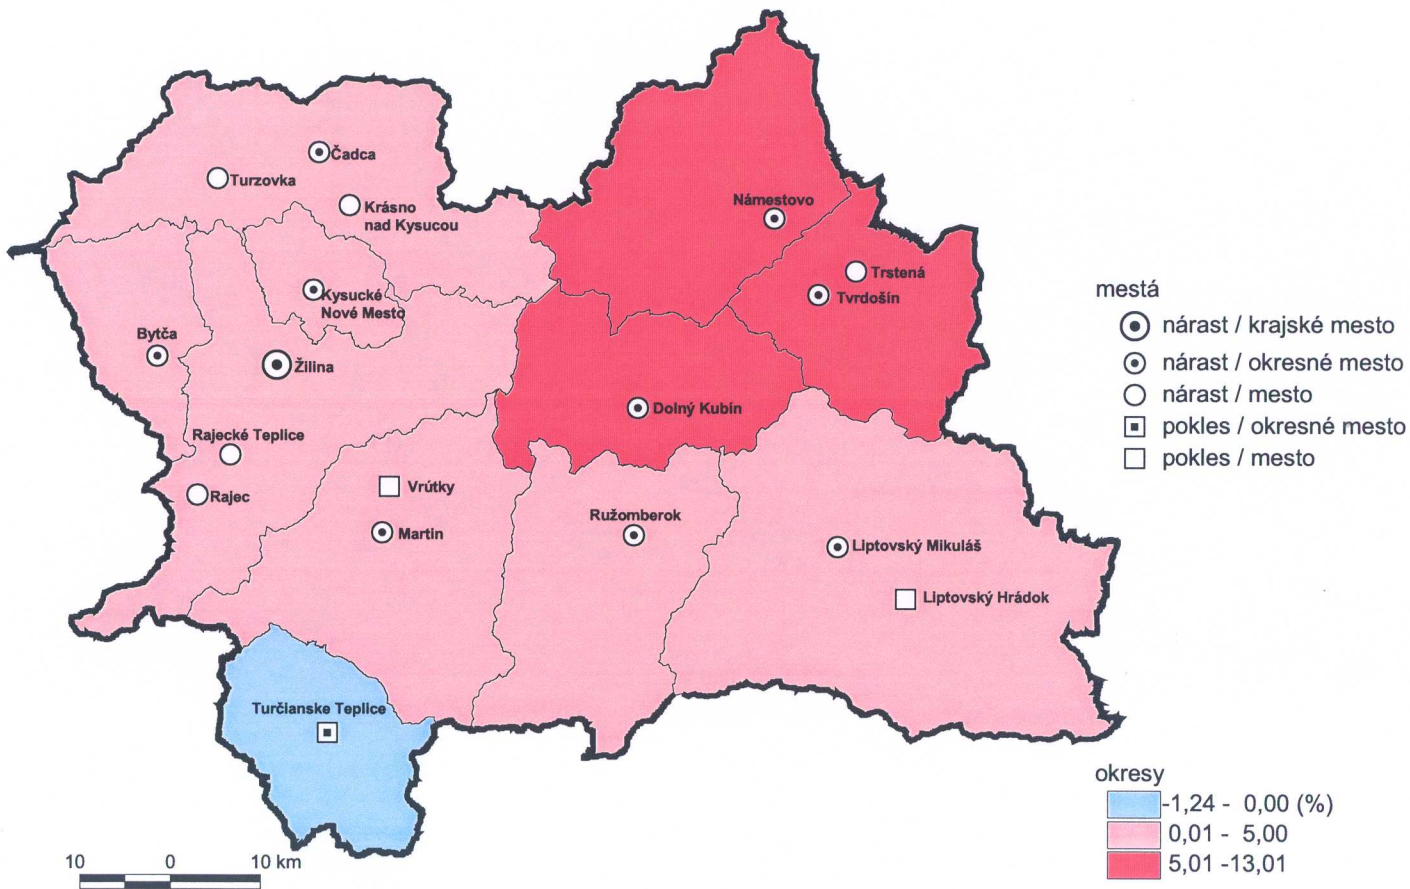 Čadca
Turzovka
Krásno
nad Kysucou
Námestovo
Trstená
Tvrdošín
Kysucké
Nové Mesto
Bytča
Žilina
Dolný Kubín
Rajecké Teplice
Rajec
Vrútky
Martin
Ružomberok
Liptovský Mikuláš
Liptovský Hrádok
Turčianske Teplice
mestá
nárast / krajské mesto
nárast / okresné mesto
nárast / mesto
pokles / okresné mesto
pokles / mesto
okresy
-1,24 - 0,00 (%)
0,01 - 5,00
5,01 -13,01
10 0 10 km